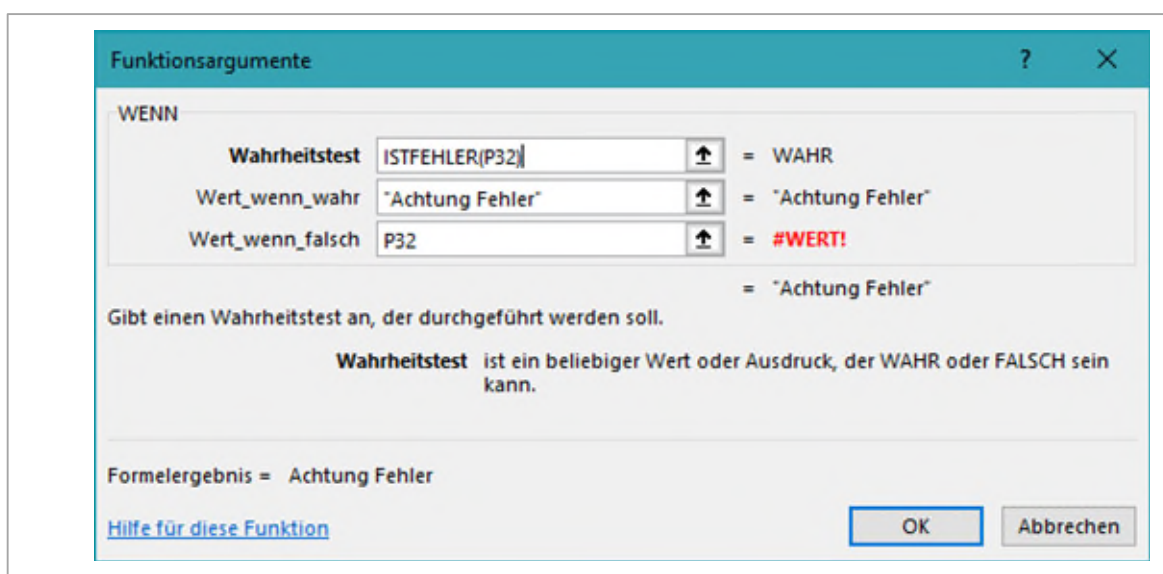 Funktionsargumente ? ×
WENN
Wahrheitstest ISTFEHLER(P32) = WAHR
Wert_wenn_wahr "Achtung Fehler" = "Achtung Fehler"
Wert_wenn_falsch P32 = #WERT!
= "Achtung Fehler"
Gibt einen Wahrheitstest an, der durchgeführt werden soll.
Wahrheitstest ist ein beliebiger Wert oder Ausdruck, der WAHR oder FALSCH sein
kann.
Formelergebnis = Achtung Fehler
Hilfe für diese Funktion OK Abbrechen